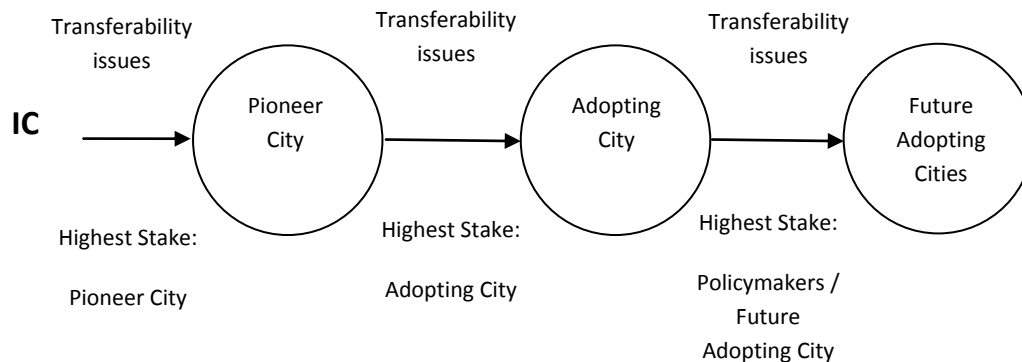 Transferability
issues
Transferability
issues
Transferability
issues
IC
Pioneer
City
Adopting
City
Future
Adopting
Cities
Highest Stake:
Pioneer City
Highest Stake:
Adopting City
Highest Stake:
Policymakers /
Future
Adopting City